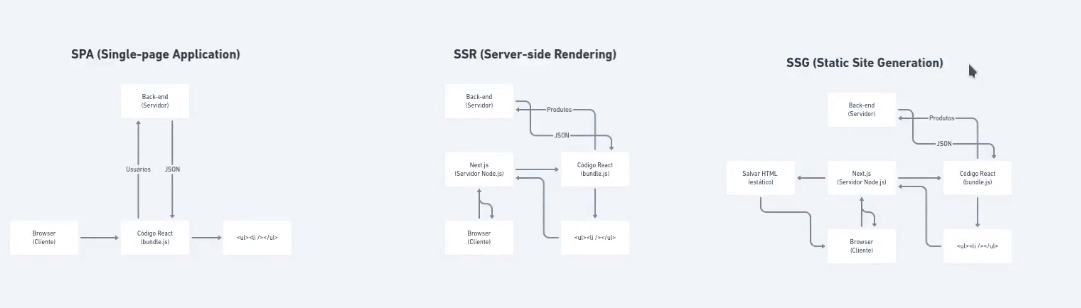 SPA (Single-page Application)
Back-end
(Servidor)
Usuarios
JSON
Browser
(Cliente)
Código React
(bundle.js)
<ul><li /></ul>
SSR (Server-side Rendering)
Back-end
(Servidor)
Produtos
JSON
Next.js
(Servidor Node.js)
Código React
(bundle.js)
Browser
(Cliente)
<ul><li /></ul>
SSG (Static Site Generation)
Back-end
(Servidor)
Produtos
JSON
Salvar HTML
(estático)
Next.js
(Servidor Node.js)
Código React
(bundle.js)
Browser
(Cliente)
<ul><li /></ul>